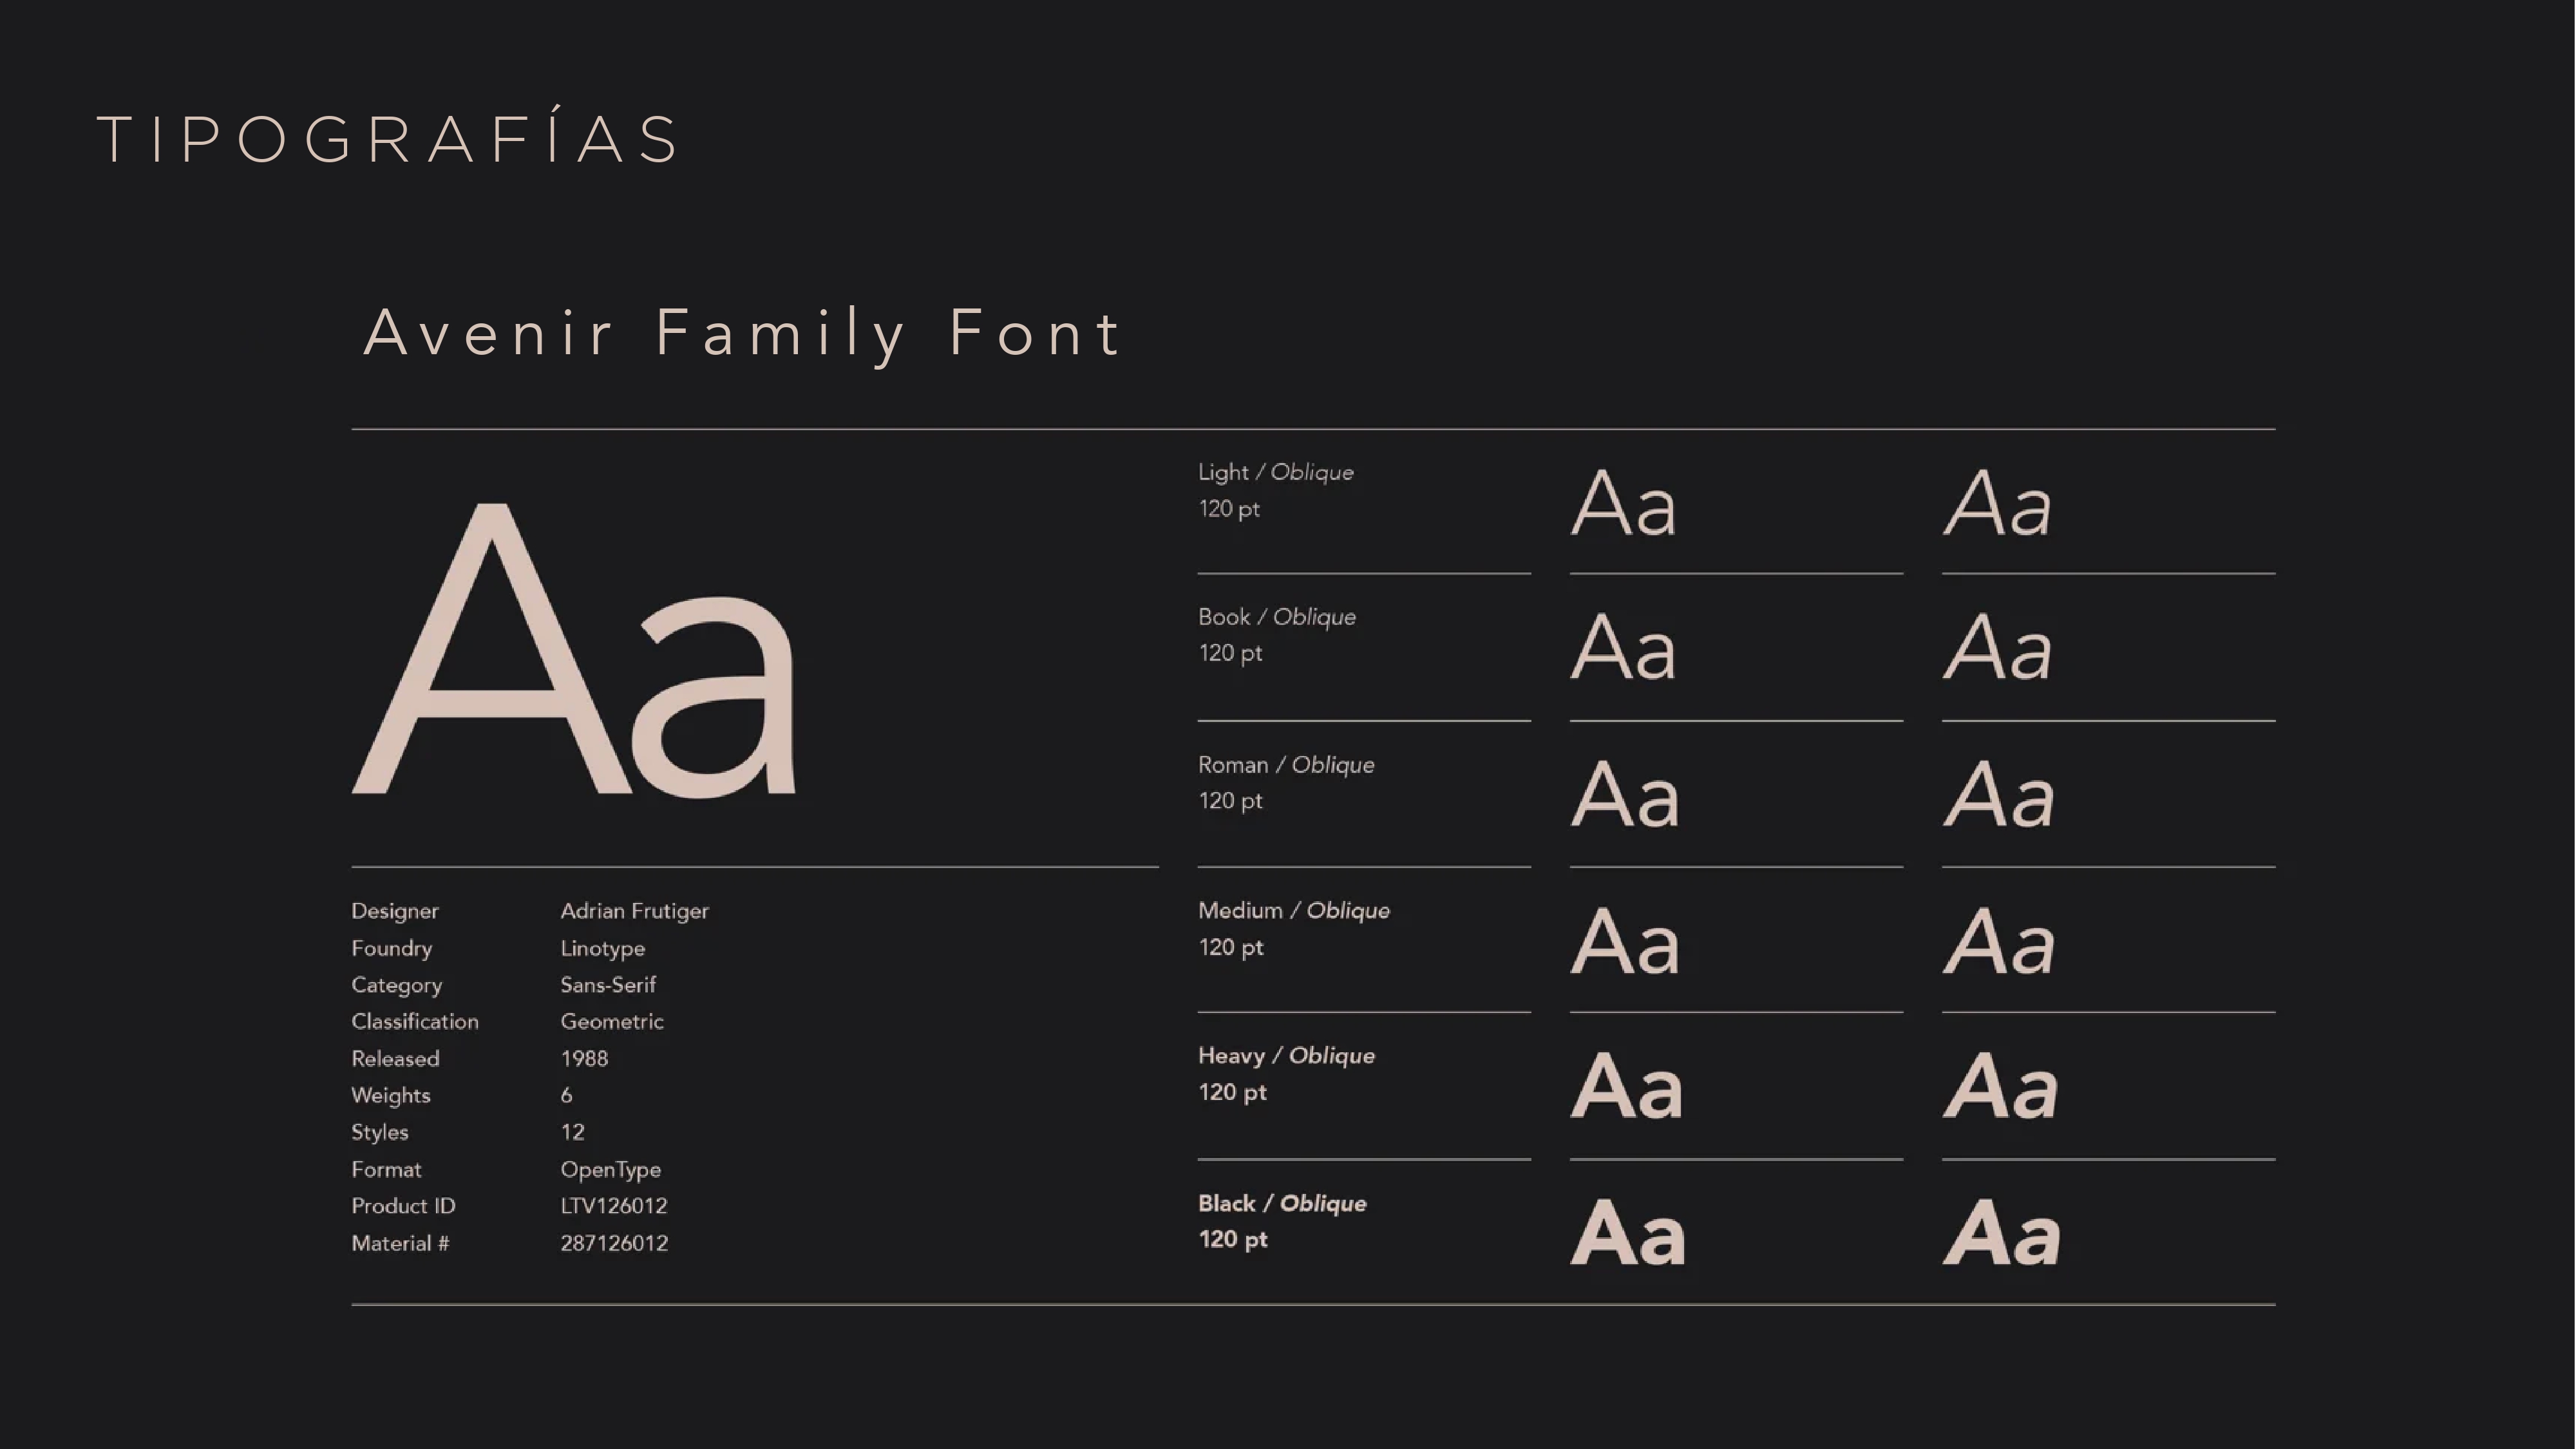 TIPOGRAFÍAS
Avenir Family Font
Aa
Designer Adrian Frutiger
Foundry Linotype
Category Sans-Serif
Classification Geometric
Released 1988
Weights 6
Styles 12
Format OpenType
Product ID LTV126012
Material # 287126012
Light / Oblique
120 pt
Aa Aa
Book / Oblique
120 pt
Aa Aa
Roman / Oblique
120 pt
Aa Aa
Medium / Oblique
120 pt
Aa Aa
Heavy / Oblique
120 pt
Aa Aa
Black / Oblique
120 pt
Aa Aa